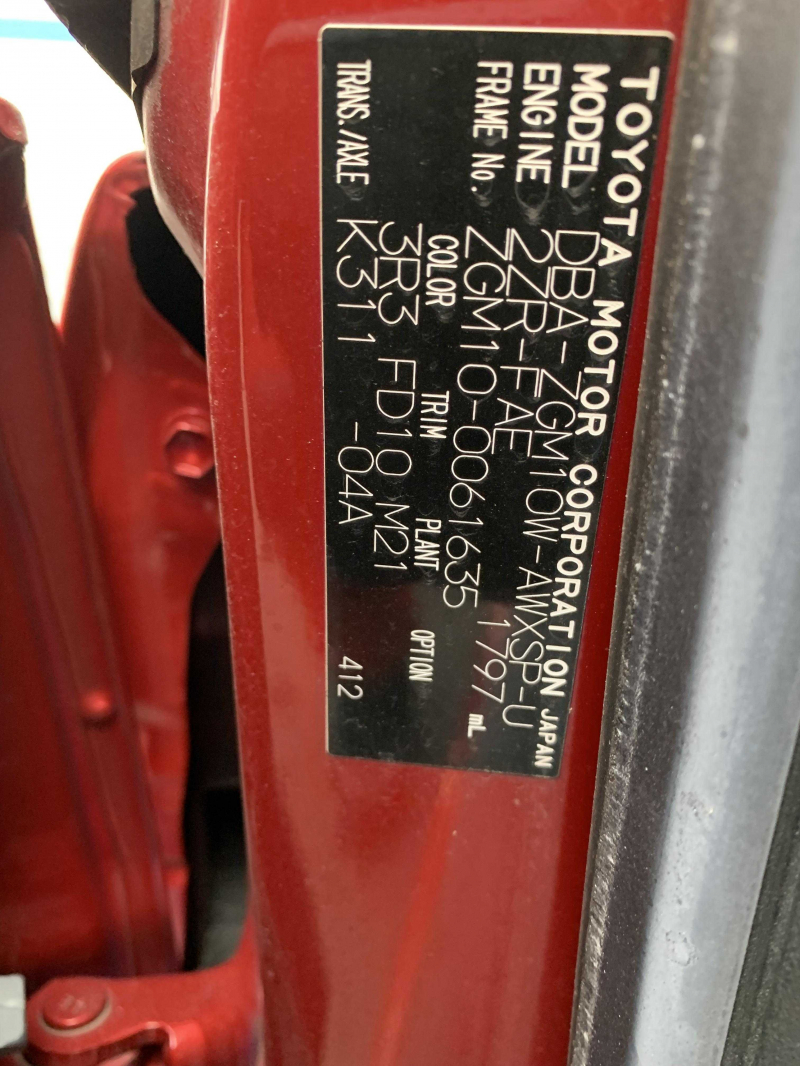 TOYOTA MOTOR CORPORATION JAPAN
MODEL DBA-ZGM10W-AWXSP-U
ENGINE 2ZR-FAE 1797 mL
FRAME No. ZGM10-0061635
COLOR TRIM PLANT OPTION
3R3 FD10 M21
TRANS./AXLE K311 -04A 412